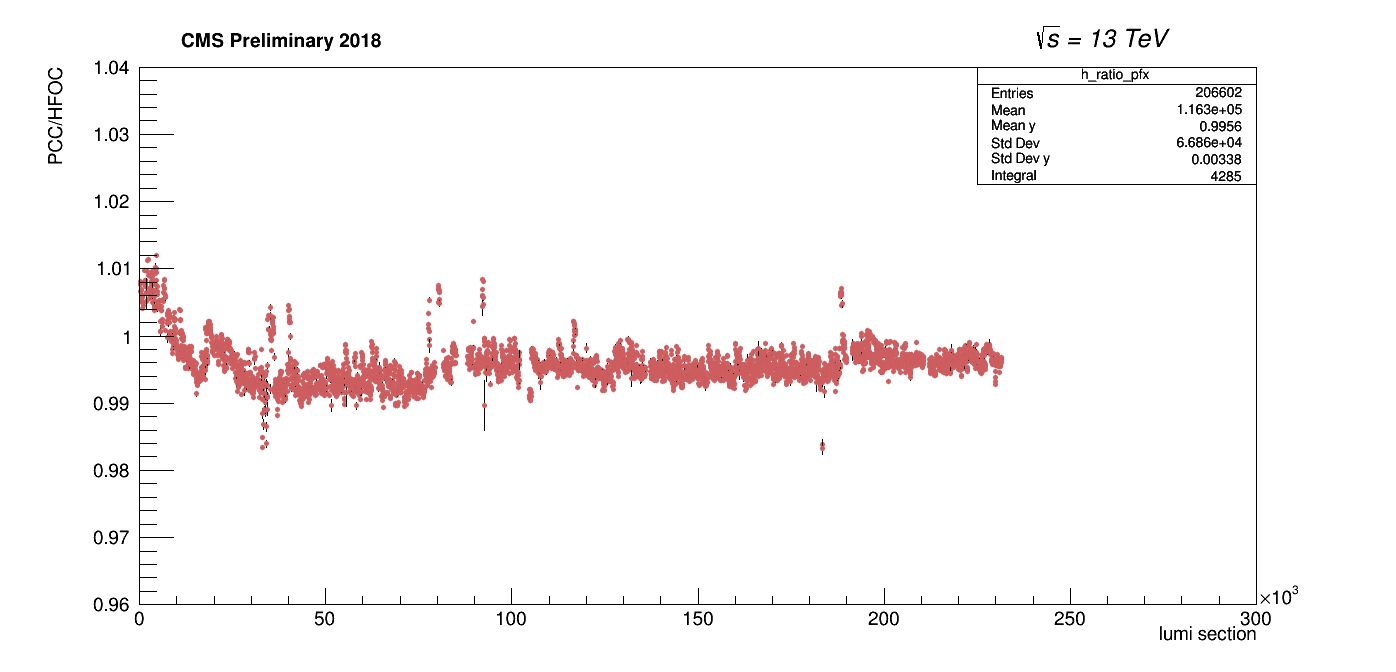 CMS Preliminary 2018
√s = 13 TeV
PCC/HFOC
1.04
1.03
1.02
1.01
1
0.99
0.98
0.97
0.96
h_ratio_pfx
Entries 206602
Mean 1.163e+05
Mean y 0.9956
Std Dev 6.686e+04
Std Dev y 0.00338
Integral 4285
0 50 100 150 200 250 300
×10³
lumi section